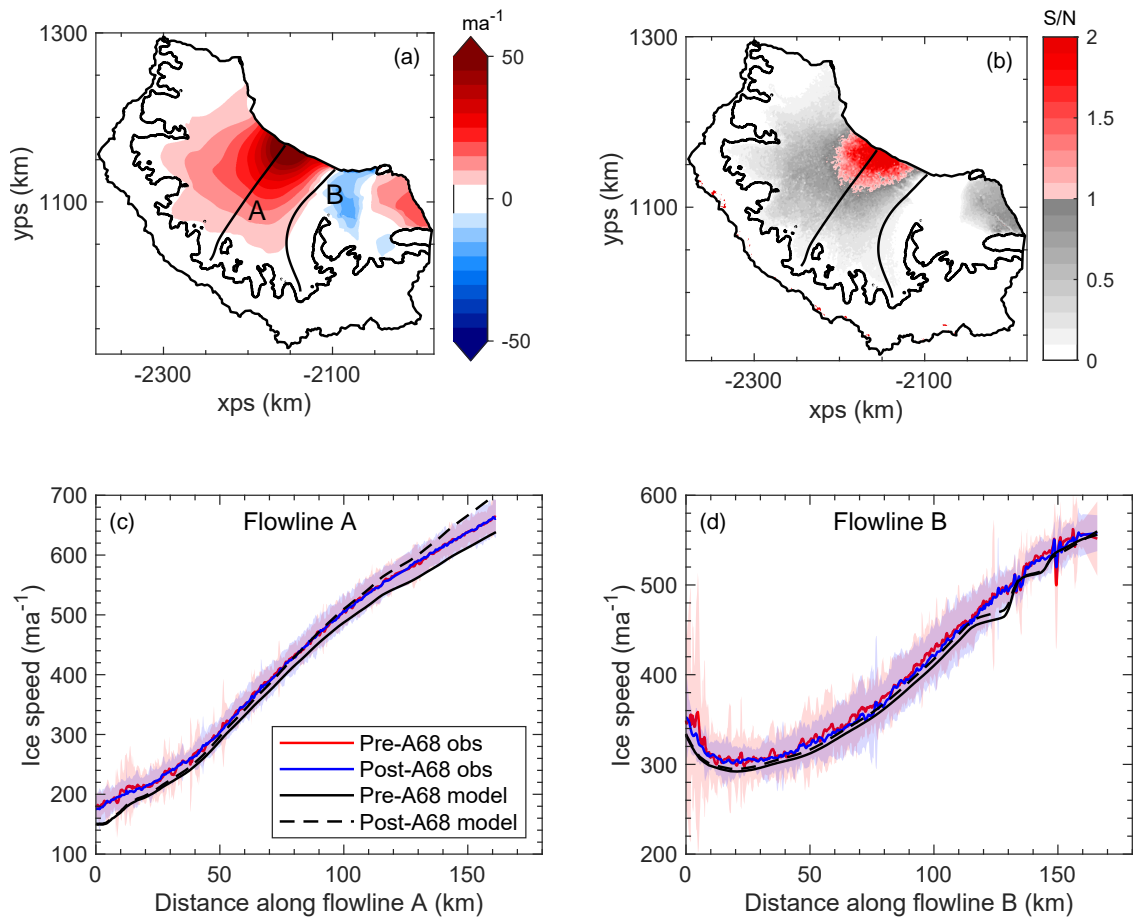 ma⁻¹
(a)
1300
1100
yps (km)
A
B
50
0
-50
-2300
-2100
xps (km)
S/N
(b)
1300
1100
yps (km)
2
1.5
1
0.5
0
-2300
-2100
xps (km)
(c)
Flowline A
700
600
500
400
300
200
100
Ice speed (ma⁻¹)
Pre-A68 obs
Post-A68 obs
Pre-A68 model
Post-A68 model
0 50 100 150
Distance along flowline A (km)
(d)
Flowline B
600
500
400
300
200
Ice speed (ma⁻¹)
0 50 100 150
Distance along flowline B (km)